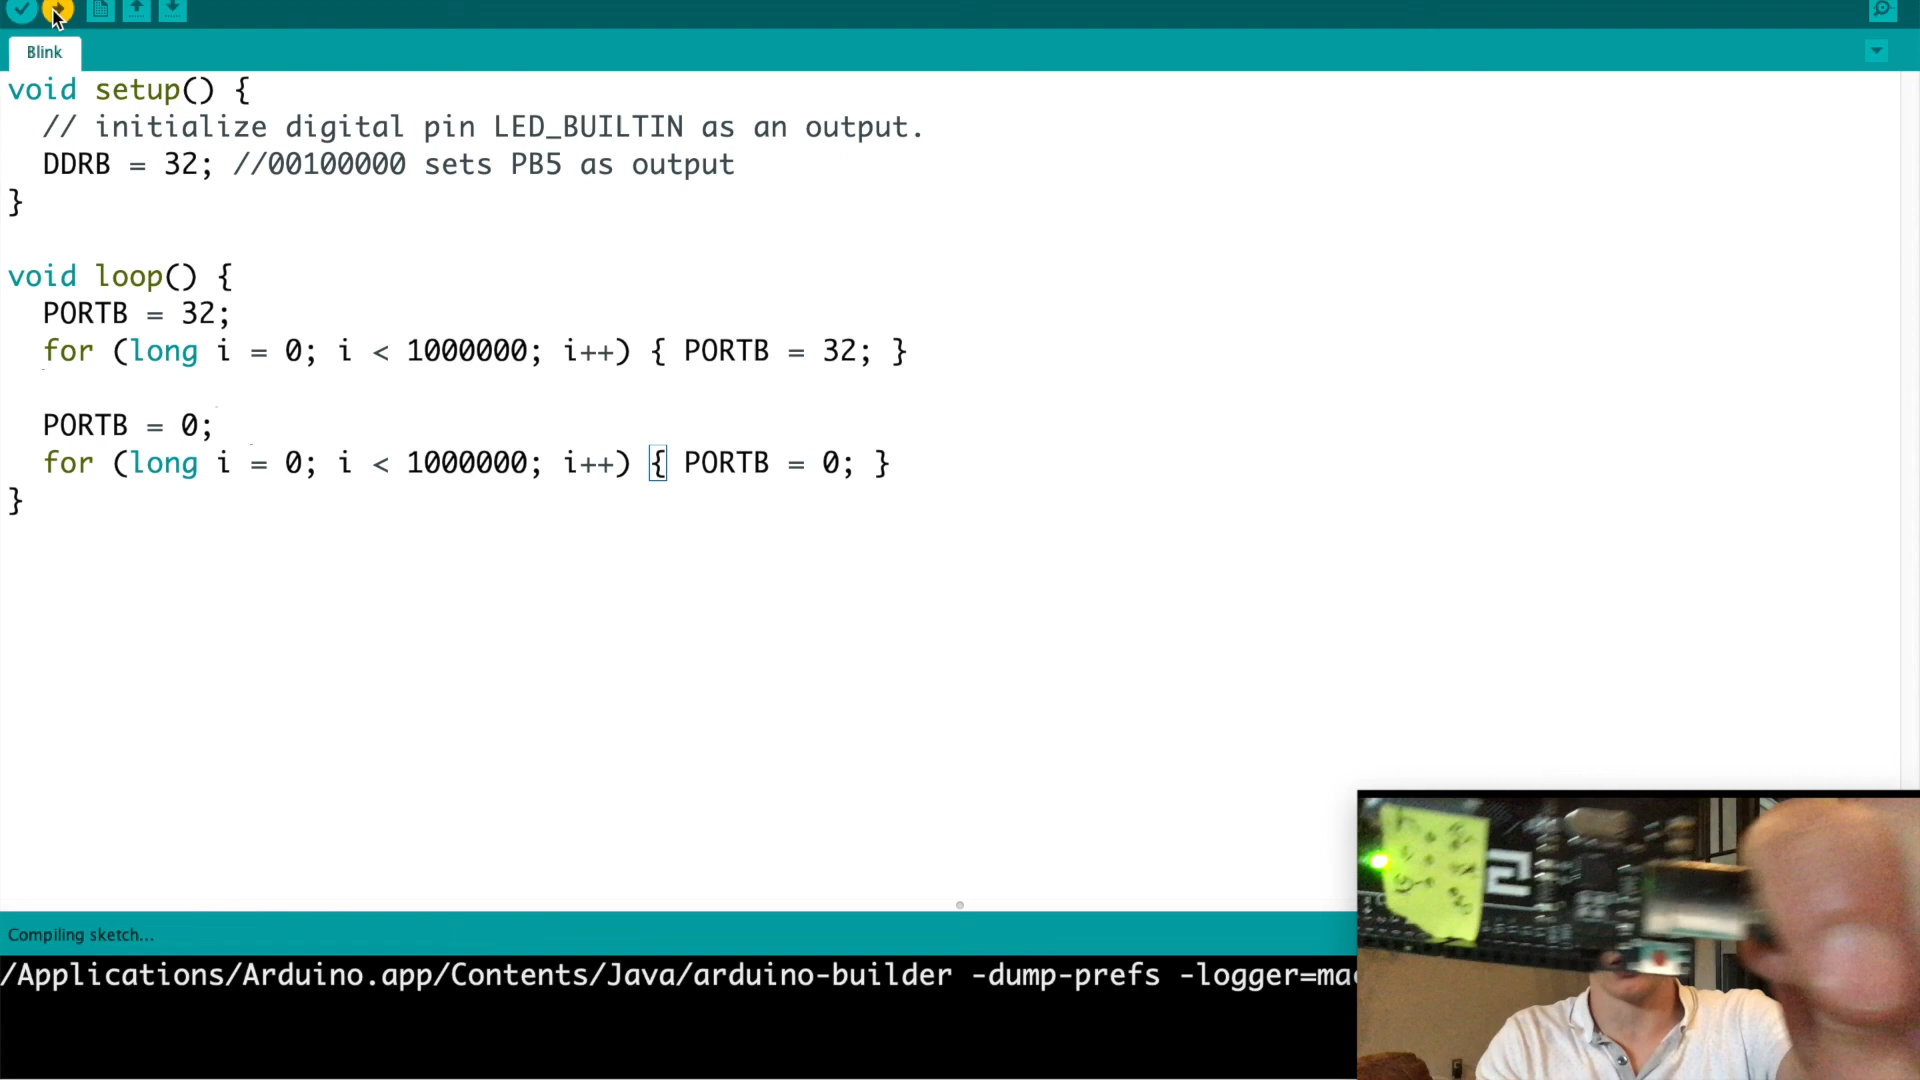 Blink
void setup() {
  // initialize digital pin LED_BUILTIN as an output.
  DDRB = 32; //00100000 sets PB5 as output
}
void loop() {
  PORTB = 32;
  for (long i = 0; i < 1000000; i++) { PORTB = 32; }
  PORTB = 0;
  for (long i = 0; i < 1000000; i++) { PORTB = 0; }
}
Compiling sketch...
/Applications/Arduino.app/Contents/Java/arduino-builder -dump-prefs -logger=mac